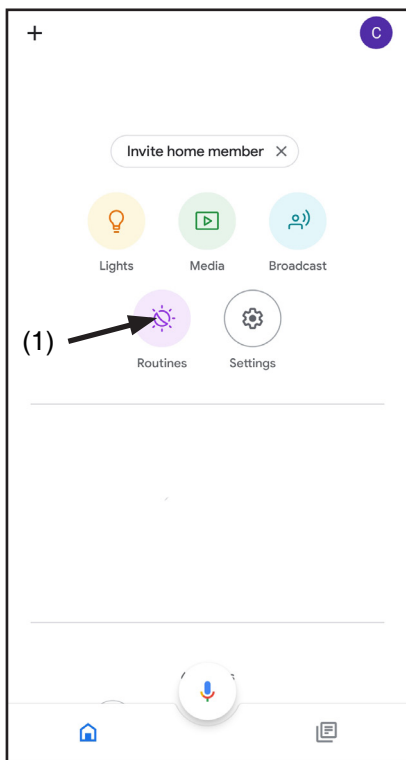 +
C
Invite home member ×
Lights Media Broadcast
(1)
Routines Settings